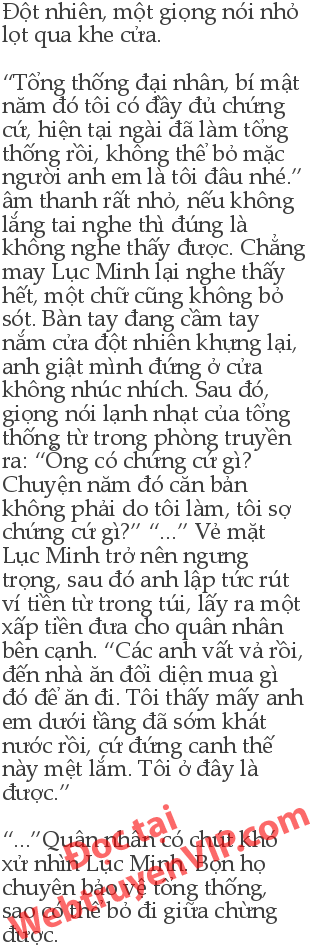 Đột nhiên, một giọng nói nhỏ
lọt qua khe cửa.
“Tổng thống đại nhân, bí mật
năm đó tôi có đầy đủ chứng
cứ, hiện tại ngài đã làm tổng
thống rồi, không thể bỏ mặc
người anh em là tôi đâu nhé.”
âm thanh rất nhỏ, nếu không
lắng tai nghe thì đúng là
không nghe thấy được. Chẳng
may Lục Minh lại nghe thấy
hết, một chữ cũng không bỏ
sót. Bàn tay đang cầm tay
nắm cửa đột nhiên khựng lại,
anh giật mình đứng ở cửa
không nhúc nhích. Sau đó,
giọng nói lạnh nhạt của tổng
thống từ trong phòng truyền
ra: “Ông có chứng cứ gì?
Chuyện năm đó căn bản
không phải do tôi làm, tôi sợ
chứng cứ gì?” “...” Vẻ mặt
Lục Minh trở nên ngưng
trọng, sau đó anh lập tức rút
ví tiền từ trong túi, lấy ra một
xấp tiền đưa cho quân nhân
bên cạnh. “Các anh vất vả rồi,
đến nhà ăn đối diện mua gì
đó để ăn đi. Tôi thấy mấy anh
em dưới tầng đã sớm khát
nước rồi, cứ đứng canh thế
này mệt lắm. Tôi ở đây là
được.”
“...”Quân nhân có chút khó
xử nhìn Lục Minh. Bọn họ
chuyên bảo vệ tổng thống,
sao có thể bỏ đi giữa chừng
được.
Đọc tại
WebtruyenVIP.com